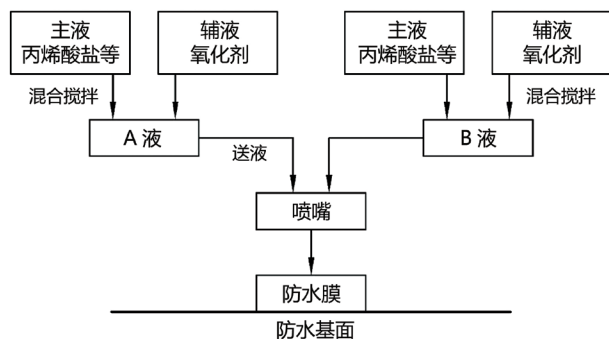 主液
丙烯酸盐等
辅液
氧化剂
主液
丙烯酸盐等
辅液
氧化剂
混合搅拌
混合搅拌
A 液
B 液
送液
喷嘴
防水膜
防水基面